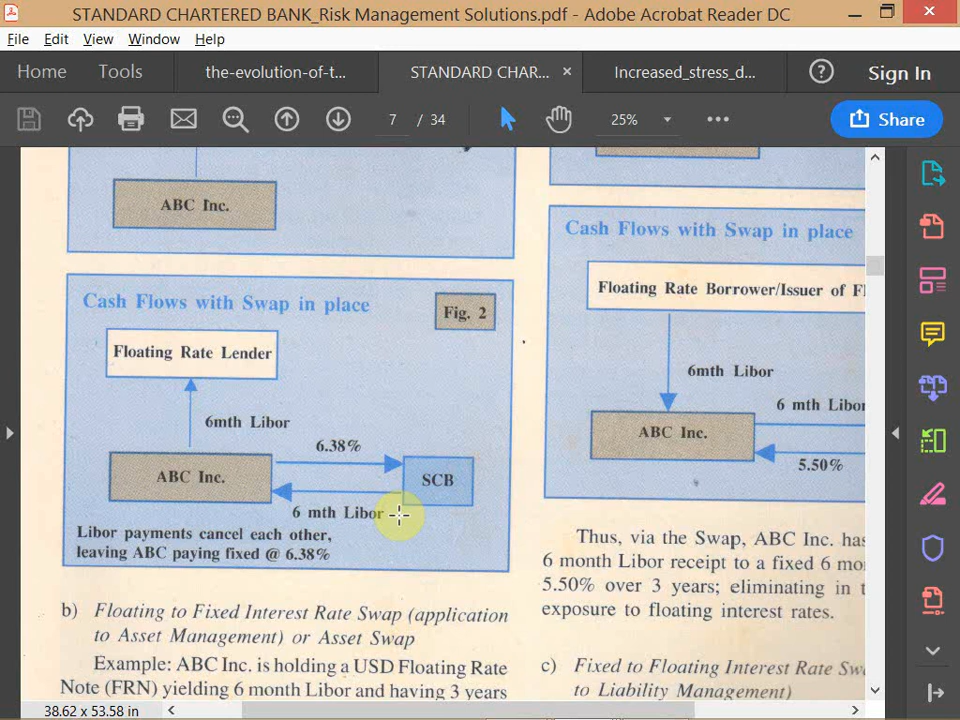 STANDARD CHARTERED BANK_Risk Management Solutions.pdf - Adobe Acrobat Reader DC
File Edit View Window Help
Home Tools the-evolution-of-t... STANDARD CHAR... × Increased_stress_d... Sign In
7 / 34 25% Share
ABC Inc.
Cash Flows with Swap in place
Fig. 2
Floating Rate Lender
6mth Libor
6.38%
ABC Inc.
SCB
6 mth Libor
Libor payments cancel each other,
leaving ABC paying fixed @ 6.38%
b) Floating to Fixed Interest Rate Swap (application
to Asset Management) or Asset Swap
Example: ABC Inc. is holding a USD Floating Rate
Note (FRN) yielding 6 month Libor and having 3 years
Cash Flows with Swap in place
Floating Rate Borrower/Issuer of
6mth Libor
6 mth Libor
ABC Inc.
5.50%
Thus, via the Swap, ABC Inc. has
6 month Libor receipt to a fixed 6 mo
5.50% over 3 years; eliminating in
exposure to floating interest rates.
c) Fixed to Floating Interest Rate Swa
to Liability Management)
38.62 x 53.58 in